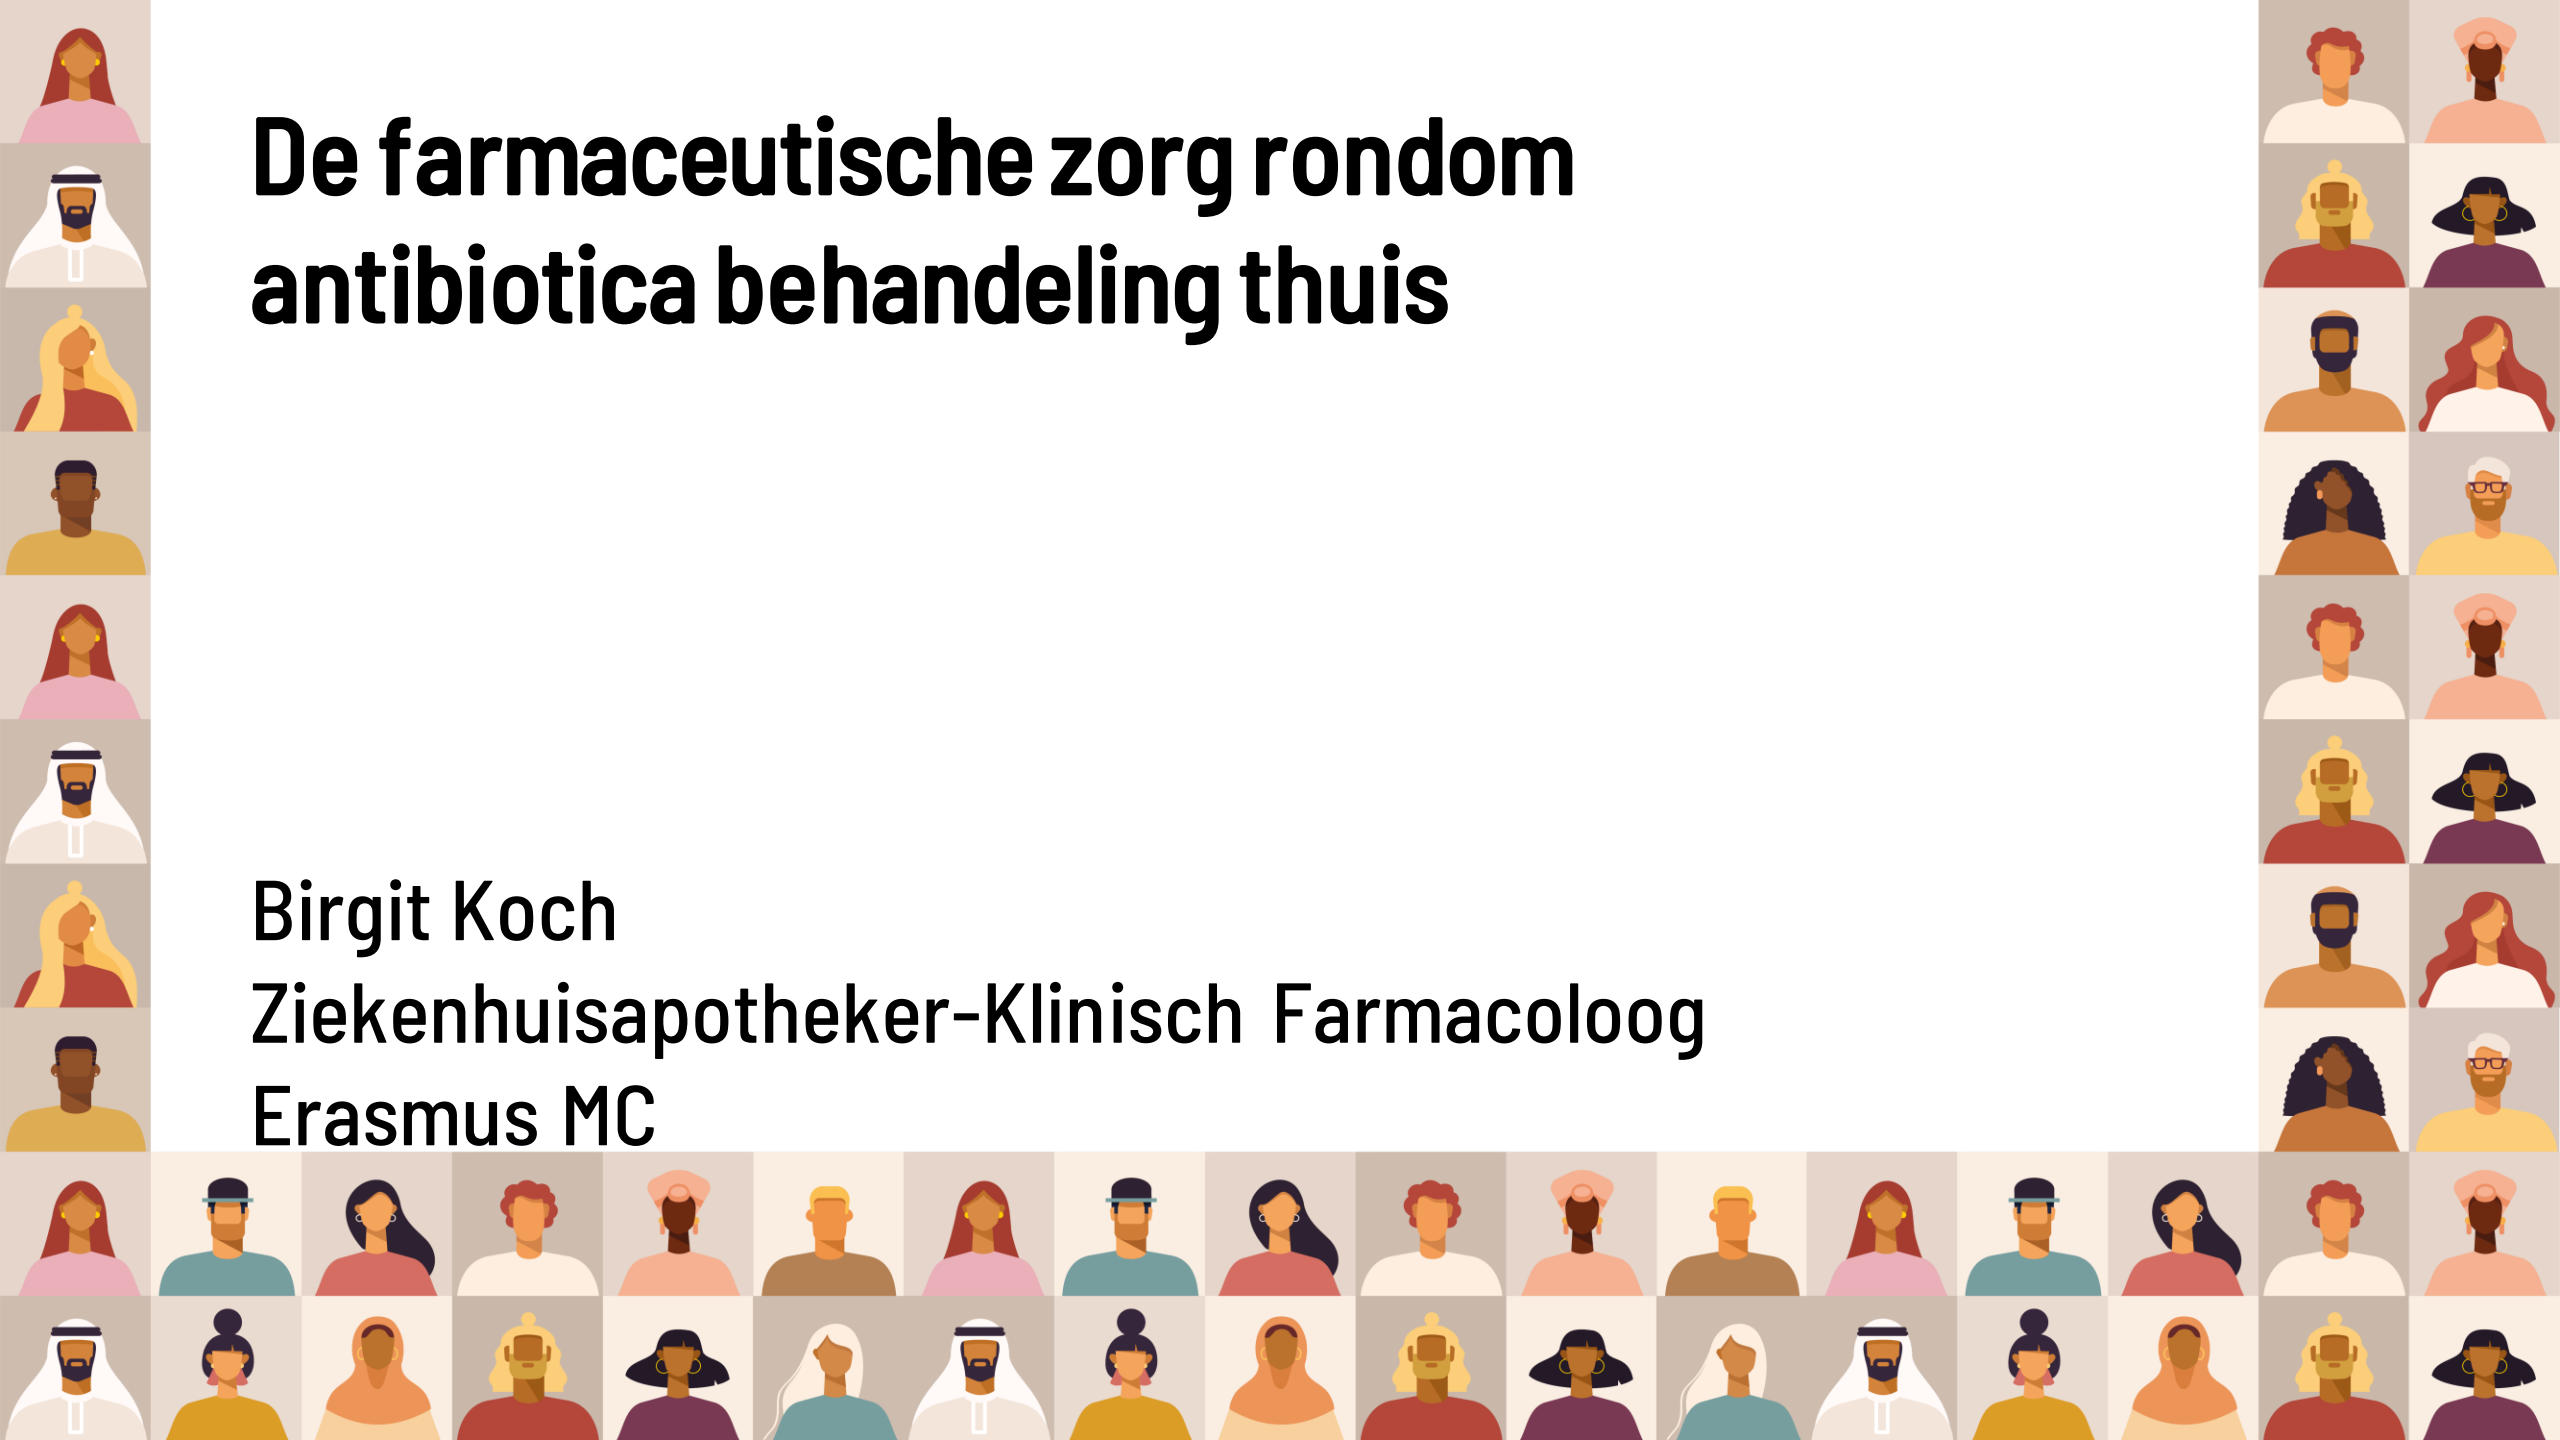 De farmaceutische zorg rondom
antibiotica behandeling thuis
Birgit Koch
Ziekenhuisapotheker-Klinisch Farmacoloog
Erasmus MC